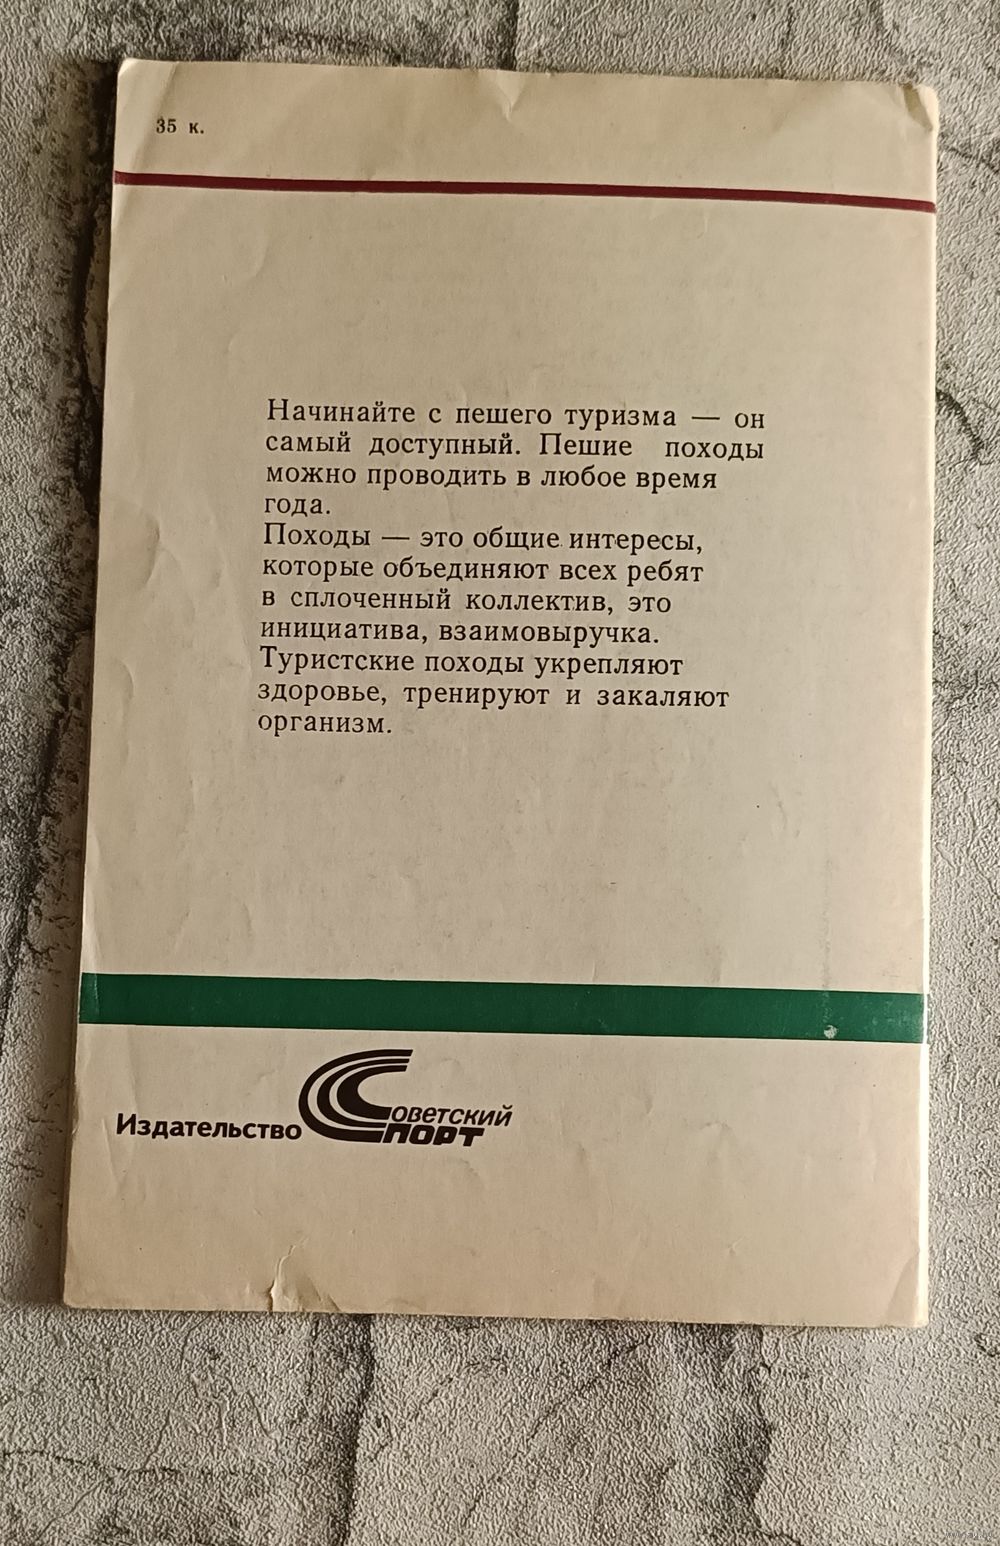 35 к.
Начинайте с пешего туризма — он
самый доступный. Пешие походы
можно проводить в любое время
года.
Походы — это общие интересы,
которые объединяют всех ребят
в сплоченный коллектив, это
инициатива, взаимовыручка.
Туристские походы укрепляют
здоровье, тренируют и закаляют
организм.
Издательство Советский
Спорт